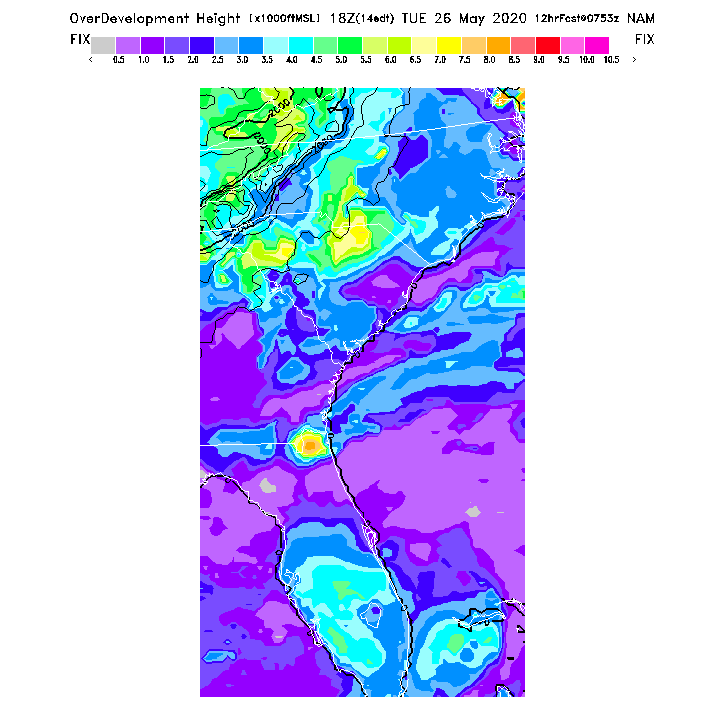 OverDevelopment Height [x1000ftMSL] 18Z(14edt) TUE 26 May 2020 12hrFcst@0753z NAM
FIX FIX
< 0.5 1.0 1.5 2.0 2.5 3.0 3.5 4.0 4.5 5.0 5.5 6.0 6.5 7.0 7.5 8.0 8.5 9.0 9.5 10.0 10.5 >
2000
2000